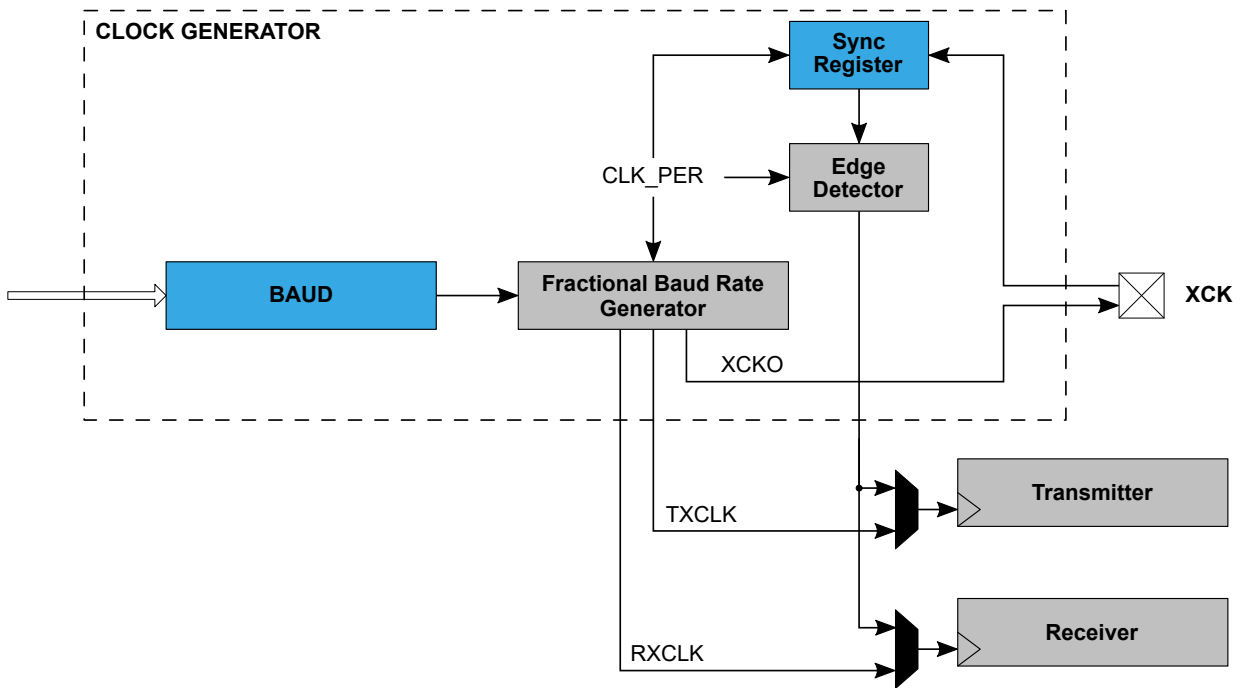 CLOCK GENERATOR
Sync
Register
CLK_PER
Edge
Detector
BAUD
Fractional Baud Rate
Generator
XCK
XCKO
Transmitter
TXCLK
Receiver
RXCLK